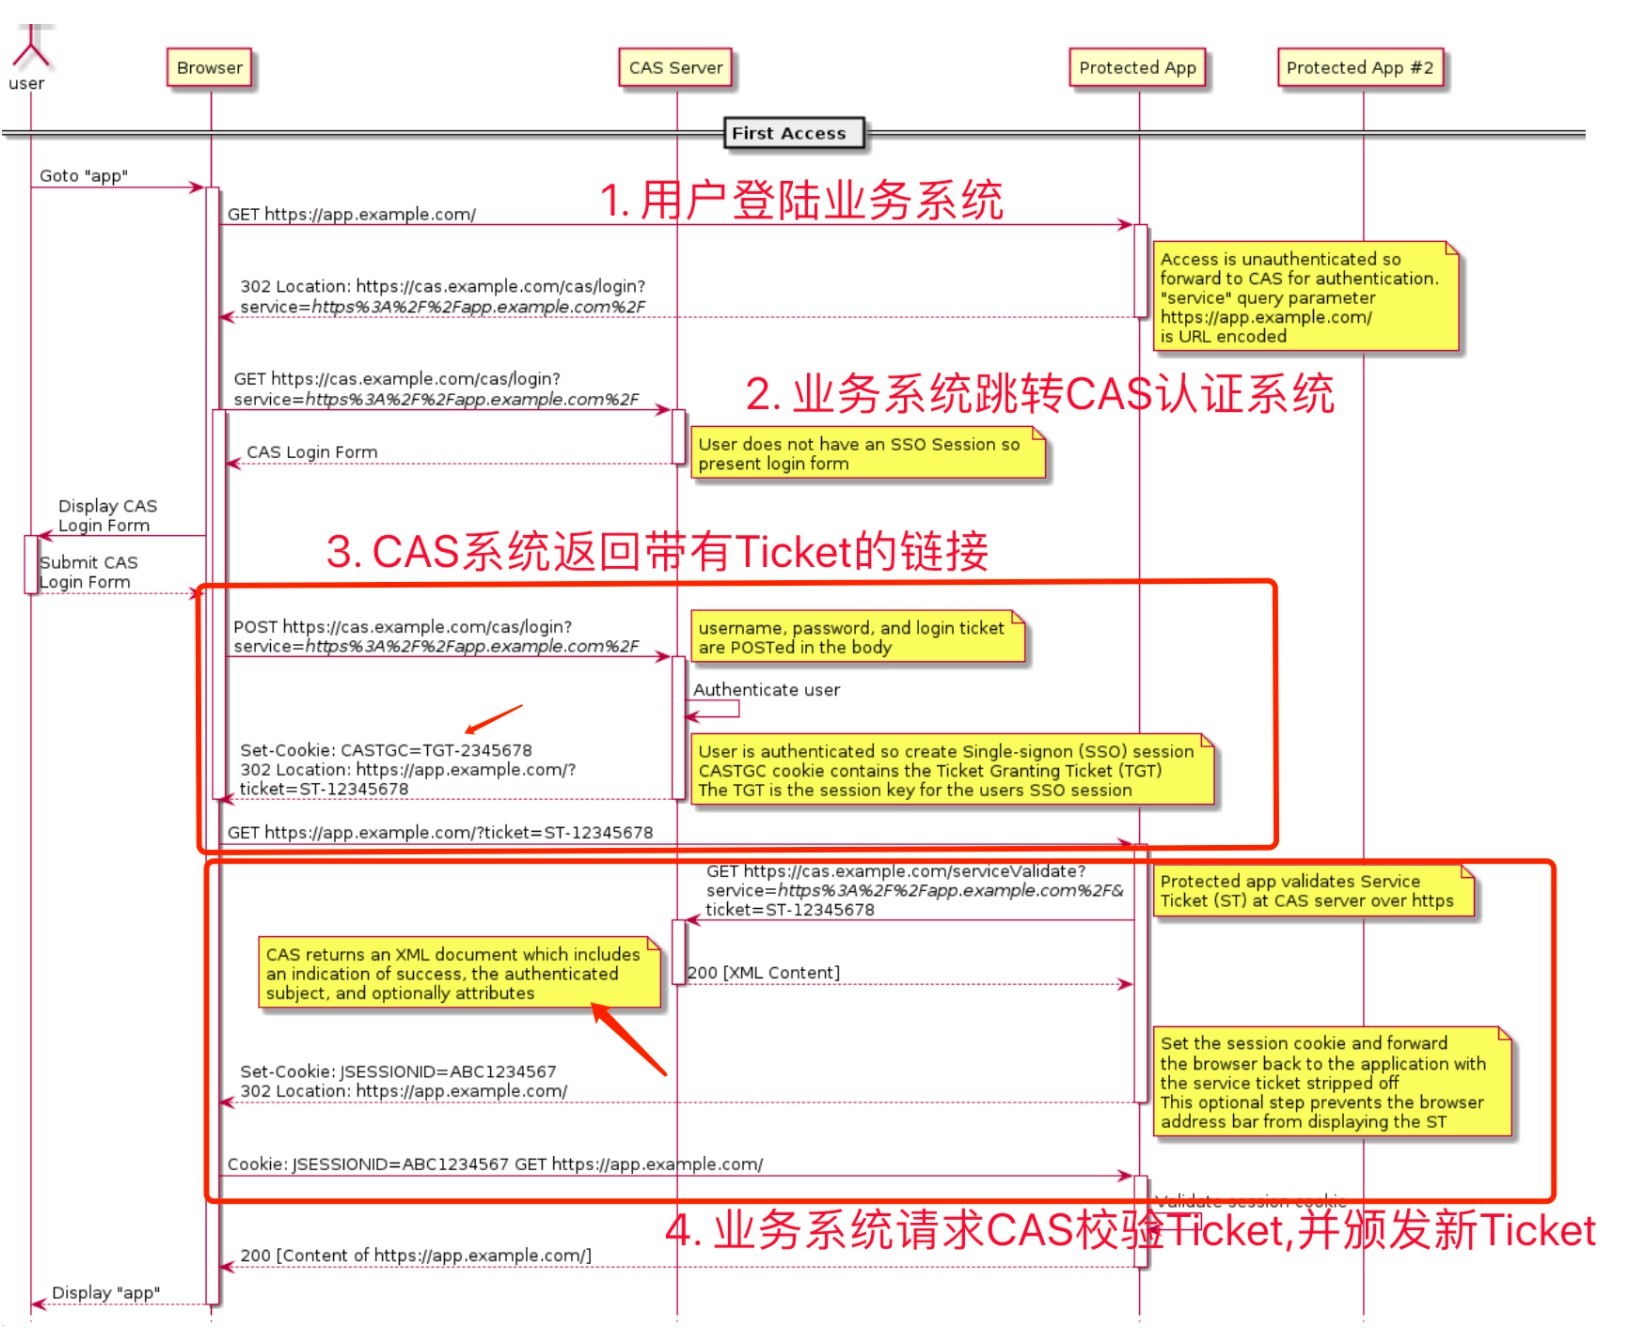 user
Browser
CAS Server
Protected App
Protected App #2
First Access
Goto "app"
1. 用户登陆业务系统
GET https://app.example.com/
Access is unauthenticated so
forward to CAS for authentication.
"service" query parameter
https://app.example.com/
is URL encoded
302 Location: https://cas.example.com/cas/login?
service=https%3A%2F%2Fapp.example.com%2F
GET https://cas.example.com/cas/login?
service=https%3A%2F%2Fapp.example.com%2F
2. 业务系统跳转CAS认证系统
User does not have an SSO Session so
present login form
CAS Login Form
Display CAS
Login Form
3. CAS系统返回带有Ticket的链接
Submit CAS
Login Form
POST https://cas.example.com/cas/login?
service=https%3A%2F%2Fapp.example.com%2F
username, password, and login ticket
are POSTed in the body
Authenticate user
Set-Cookie: CASTGC=TGT-2345678
302 Location: https://app.example.com/?
ticket=ST-12345678
User is authenticated so create Single-signon (SSO) session
CASTGC cookie contains the Ticket Granting Ticket (TGT)
The TGT is the session key for the users SSO session
GET https://app.example.com/?ticket=ST-12345678
GET https://cas.example.com/serviceValidate?
service=https%3A%2F%2Fapp.example.com%2F&
ticket=ST-12345678
Protected app validates Service
Ticket (ST) at CAS server over https
CAS returns an XML document which includes
an indication of success, the authenticated
subject, and optionally attributes
200 [XML Content]
Set the session cookie and forward
the browser back to the application with
the service ticket stripped off
This optional step prevents the browser
address bar from displaying the ST
Set-Cookie: JSESSIONID=ABC1234567
302 Location: https://app.example.com/
Cookie: JSESSIONID=ABC1234567 GET https://app.example.com/
Validate session cookie
4. 业务系统请求CAS校验Ticket,并颁发新Ticket
200 [Content of https://app.example.com/]
Display "app"